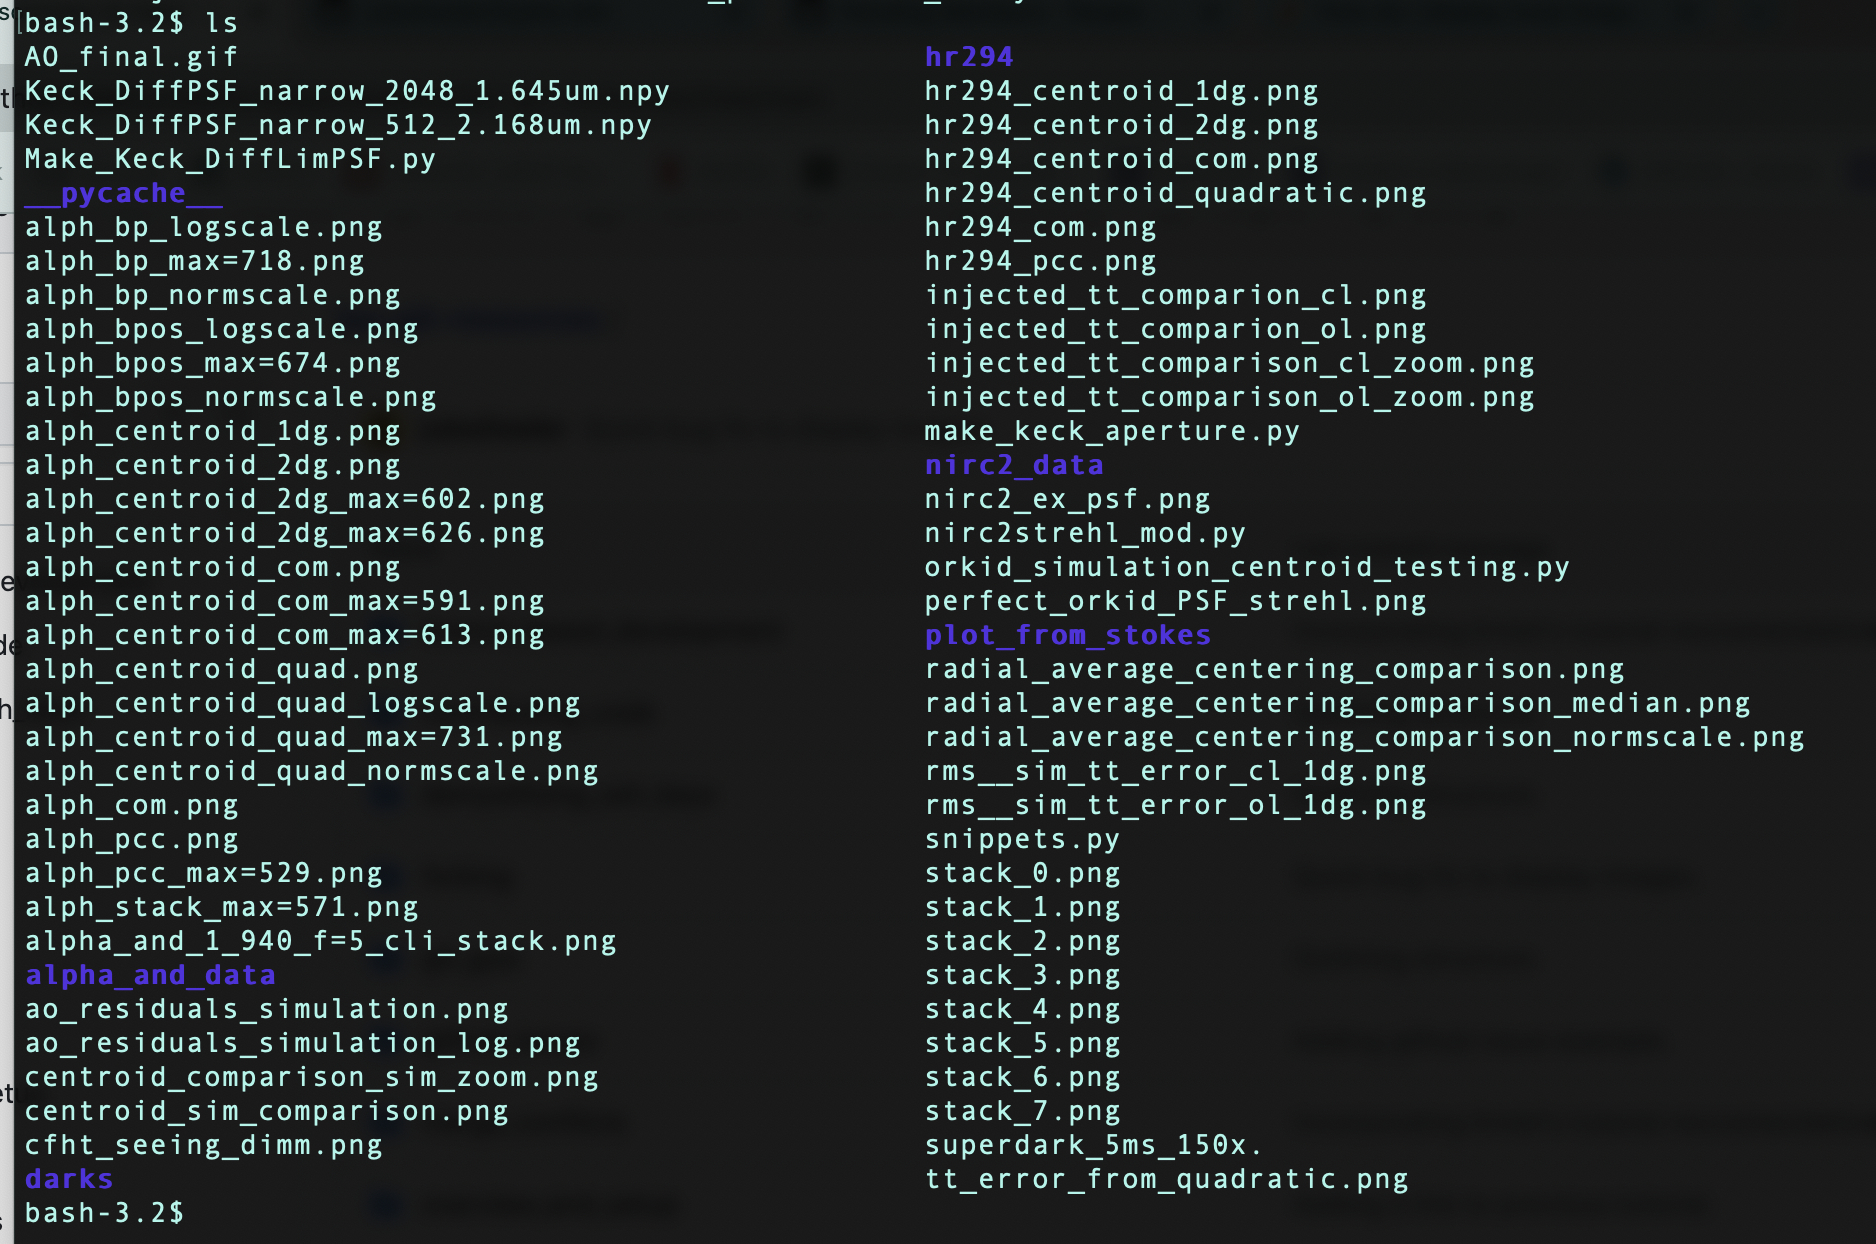 bash-3.2$ ls
AO_final.gif hr294
Keck_DiffPSF_narrow_2048_1.645um.npy hr294_centroid_1dg.png
Keck_DiffPSF_narrow_512_2.168um.npy hr294_centroid_2dg.png
Make_Keck_DiffLimPSF.py hr294_centroid_com.png
__pycache__ hr294_centroid_quadratic.png
alph_bp_logscale.png hr294_com.png
alph_bp_max=718.png hr294_pcc.png
alph_bp_normscale.png injected_tt_comparion_cl.png
alph_bpos_logscale.png injected_tt_comparion_ol.png
alph_bpos_max=674.png injected_tt_comparison_cl_zoom.png
alph_bpos_normscale.png injected_tt_comparison_ol_zoom.png
alph_centroid_1dg.png make_keck_aperture.py
alph_centroid_2dg.png nirc2_data
alph_centroid_2dg_max=602.png nirc2_ex_psf.png
alph_centroid_2dg_max=626.png nirc2strehl_mod.py
alph_centroid_com.png orkid_simulation_centroid_testing.py
alph_centroid_com_max=591.png perfect_orkid_PSF_strehl.png
alph_centroid_com_max=613.png plot_from_stokes
alph_centroid_quad.png radial_average_centering_comparison.png
alph_centroid_quad_logscale.png radial_average_centering_comparison_median.png
alph_centroid_quad_max=731.png radial_average_centering_comparison_normscale.png
alph_centroid_quad_normscale.png rms__sim_tt_error_cl_1dg.png
alph_com.png rms__sim_tt_error_ol_1dg.png
alph_pcc.png snippets.py
alph_pcc_max=529.png stack_0.png
alph_stack_max=571.png stack_1.png
alpha_and_1_940_f=5_cli_stack.png stack_2.png
alpha_and_data stack_3.png
ao_residuals_simulation.png stack_4.png
ao_residuals_simulation_log.png stack_5.png
centroid_comparison_sim_zoom.png stack_6.png
centroid_sim_comparison.png stack_7.png
cfht_seeing_dimm.png superdark_5ms_150x.
darks tt_error_from_quadratic.png
bash-3.2$